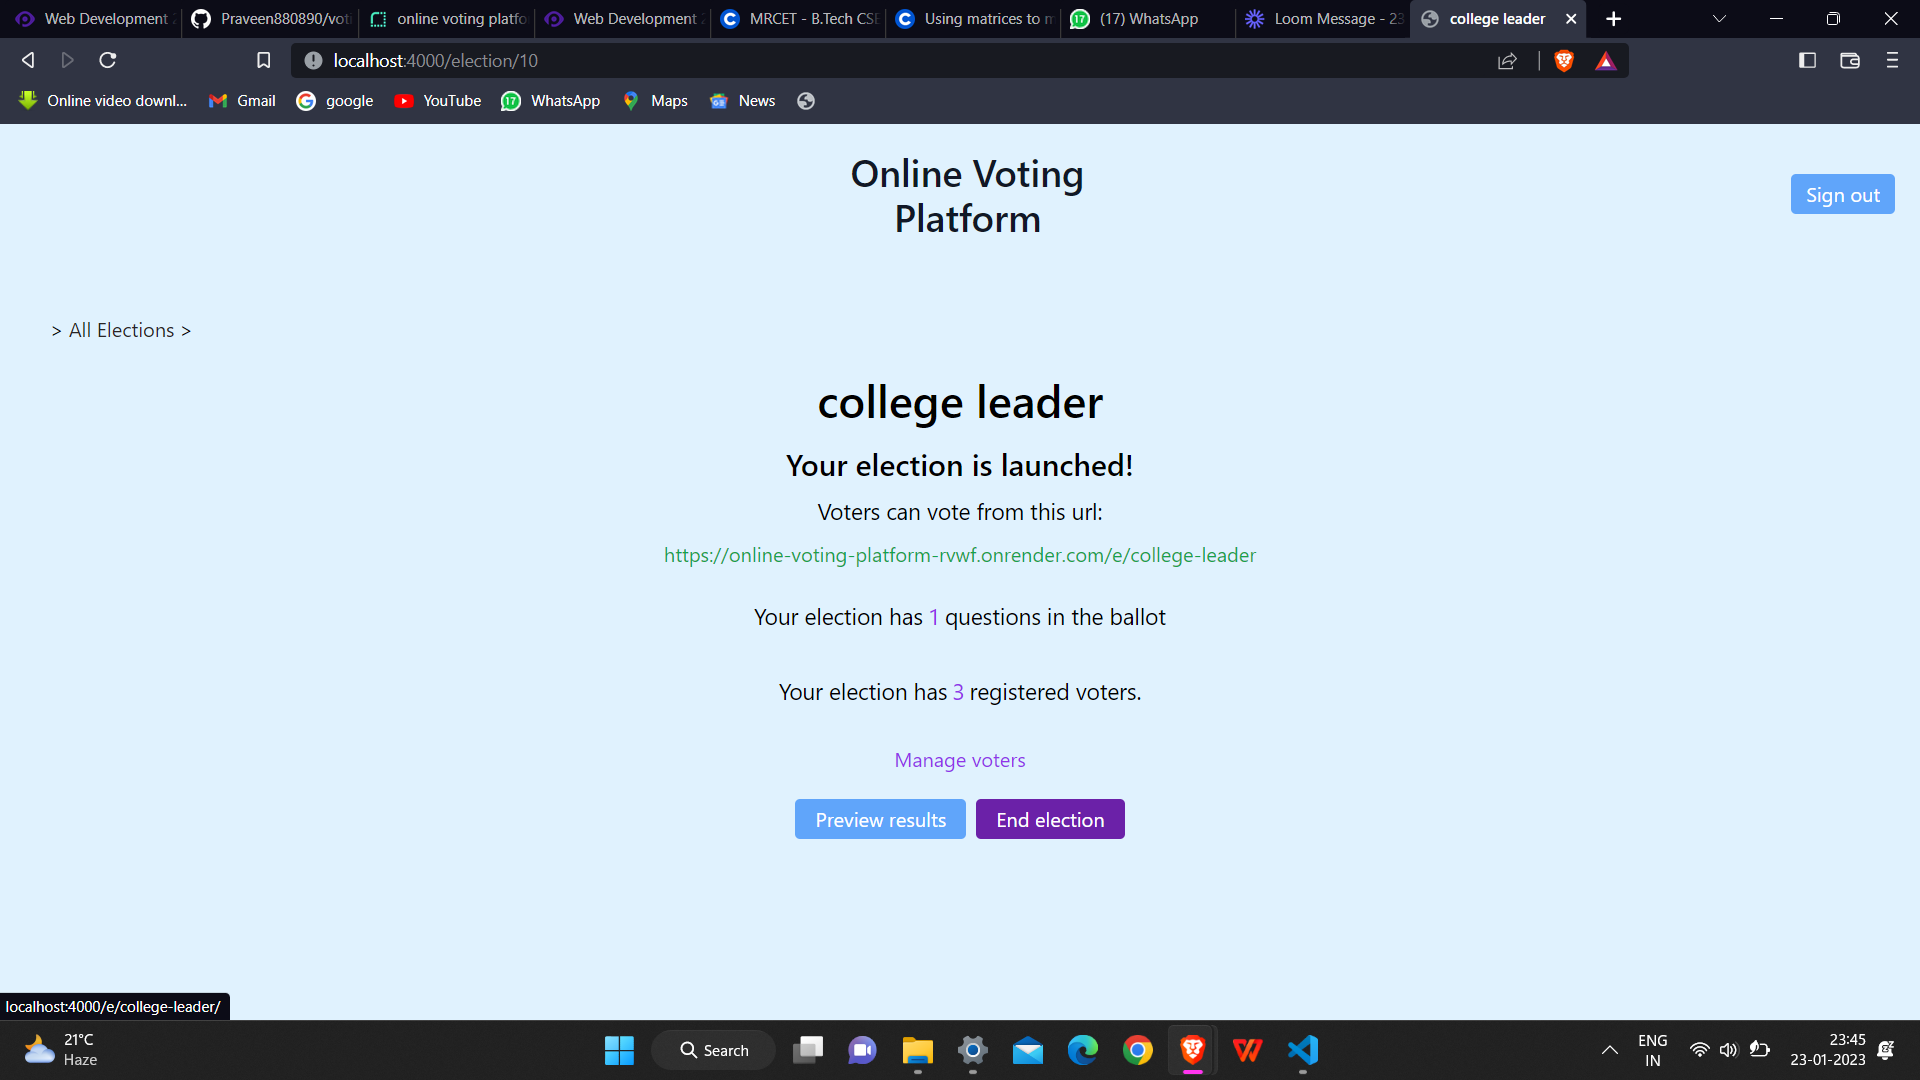 Web Development 2
Praveen880890/voti
online voting platfo
Web Development 2
MRCET - B.Tech CSE
Using matrices to m
(17) WhatsApp
Loom Message - 23
college leader
localhost:4000/election/10
Online video downl...
Gmail
google
YouTube
17
WhatsApp
Maps
News
Online Voting
Platform
Sign out
> All Elections >
college leader
Your election is launched!
Voters can vote from this url:
https://online-voting-platform-rvwf.onrender.com/e/college-leader
Your election has 1 questions in the ballot
Your election has 3 registered voters.
Manage voters
Preview results
End election
localhost:4000/e/college-leader/
21°C
Haze
Search
ENG
IN
23:45
23-01-2023